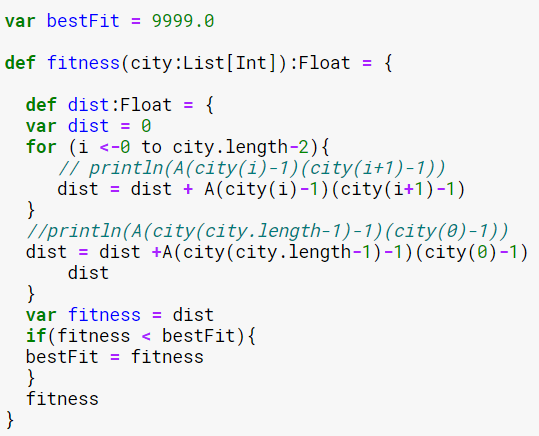 var bestFit = 9999.0
def fitness(city:List[Int]):Float = {
def dist:Float = {
var dist = 0
for (i <-0 to city.length-2){
// println(A(city(i)-1)(city(i+1)-1))
dist = dist + A(city(i)-1)(city(i+1)-1)
}
//println(A(city(city.length-1)-1)(city(0)-1))
dist = dist +A(city(city.length-1)-1)(city(0)-1)
dist
}
var fitness = dist
if(fitness < bestFit){
bestFit = fitness
}
fitness
}